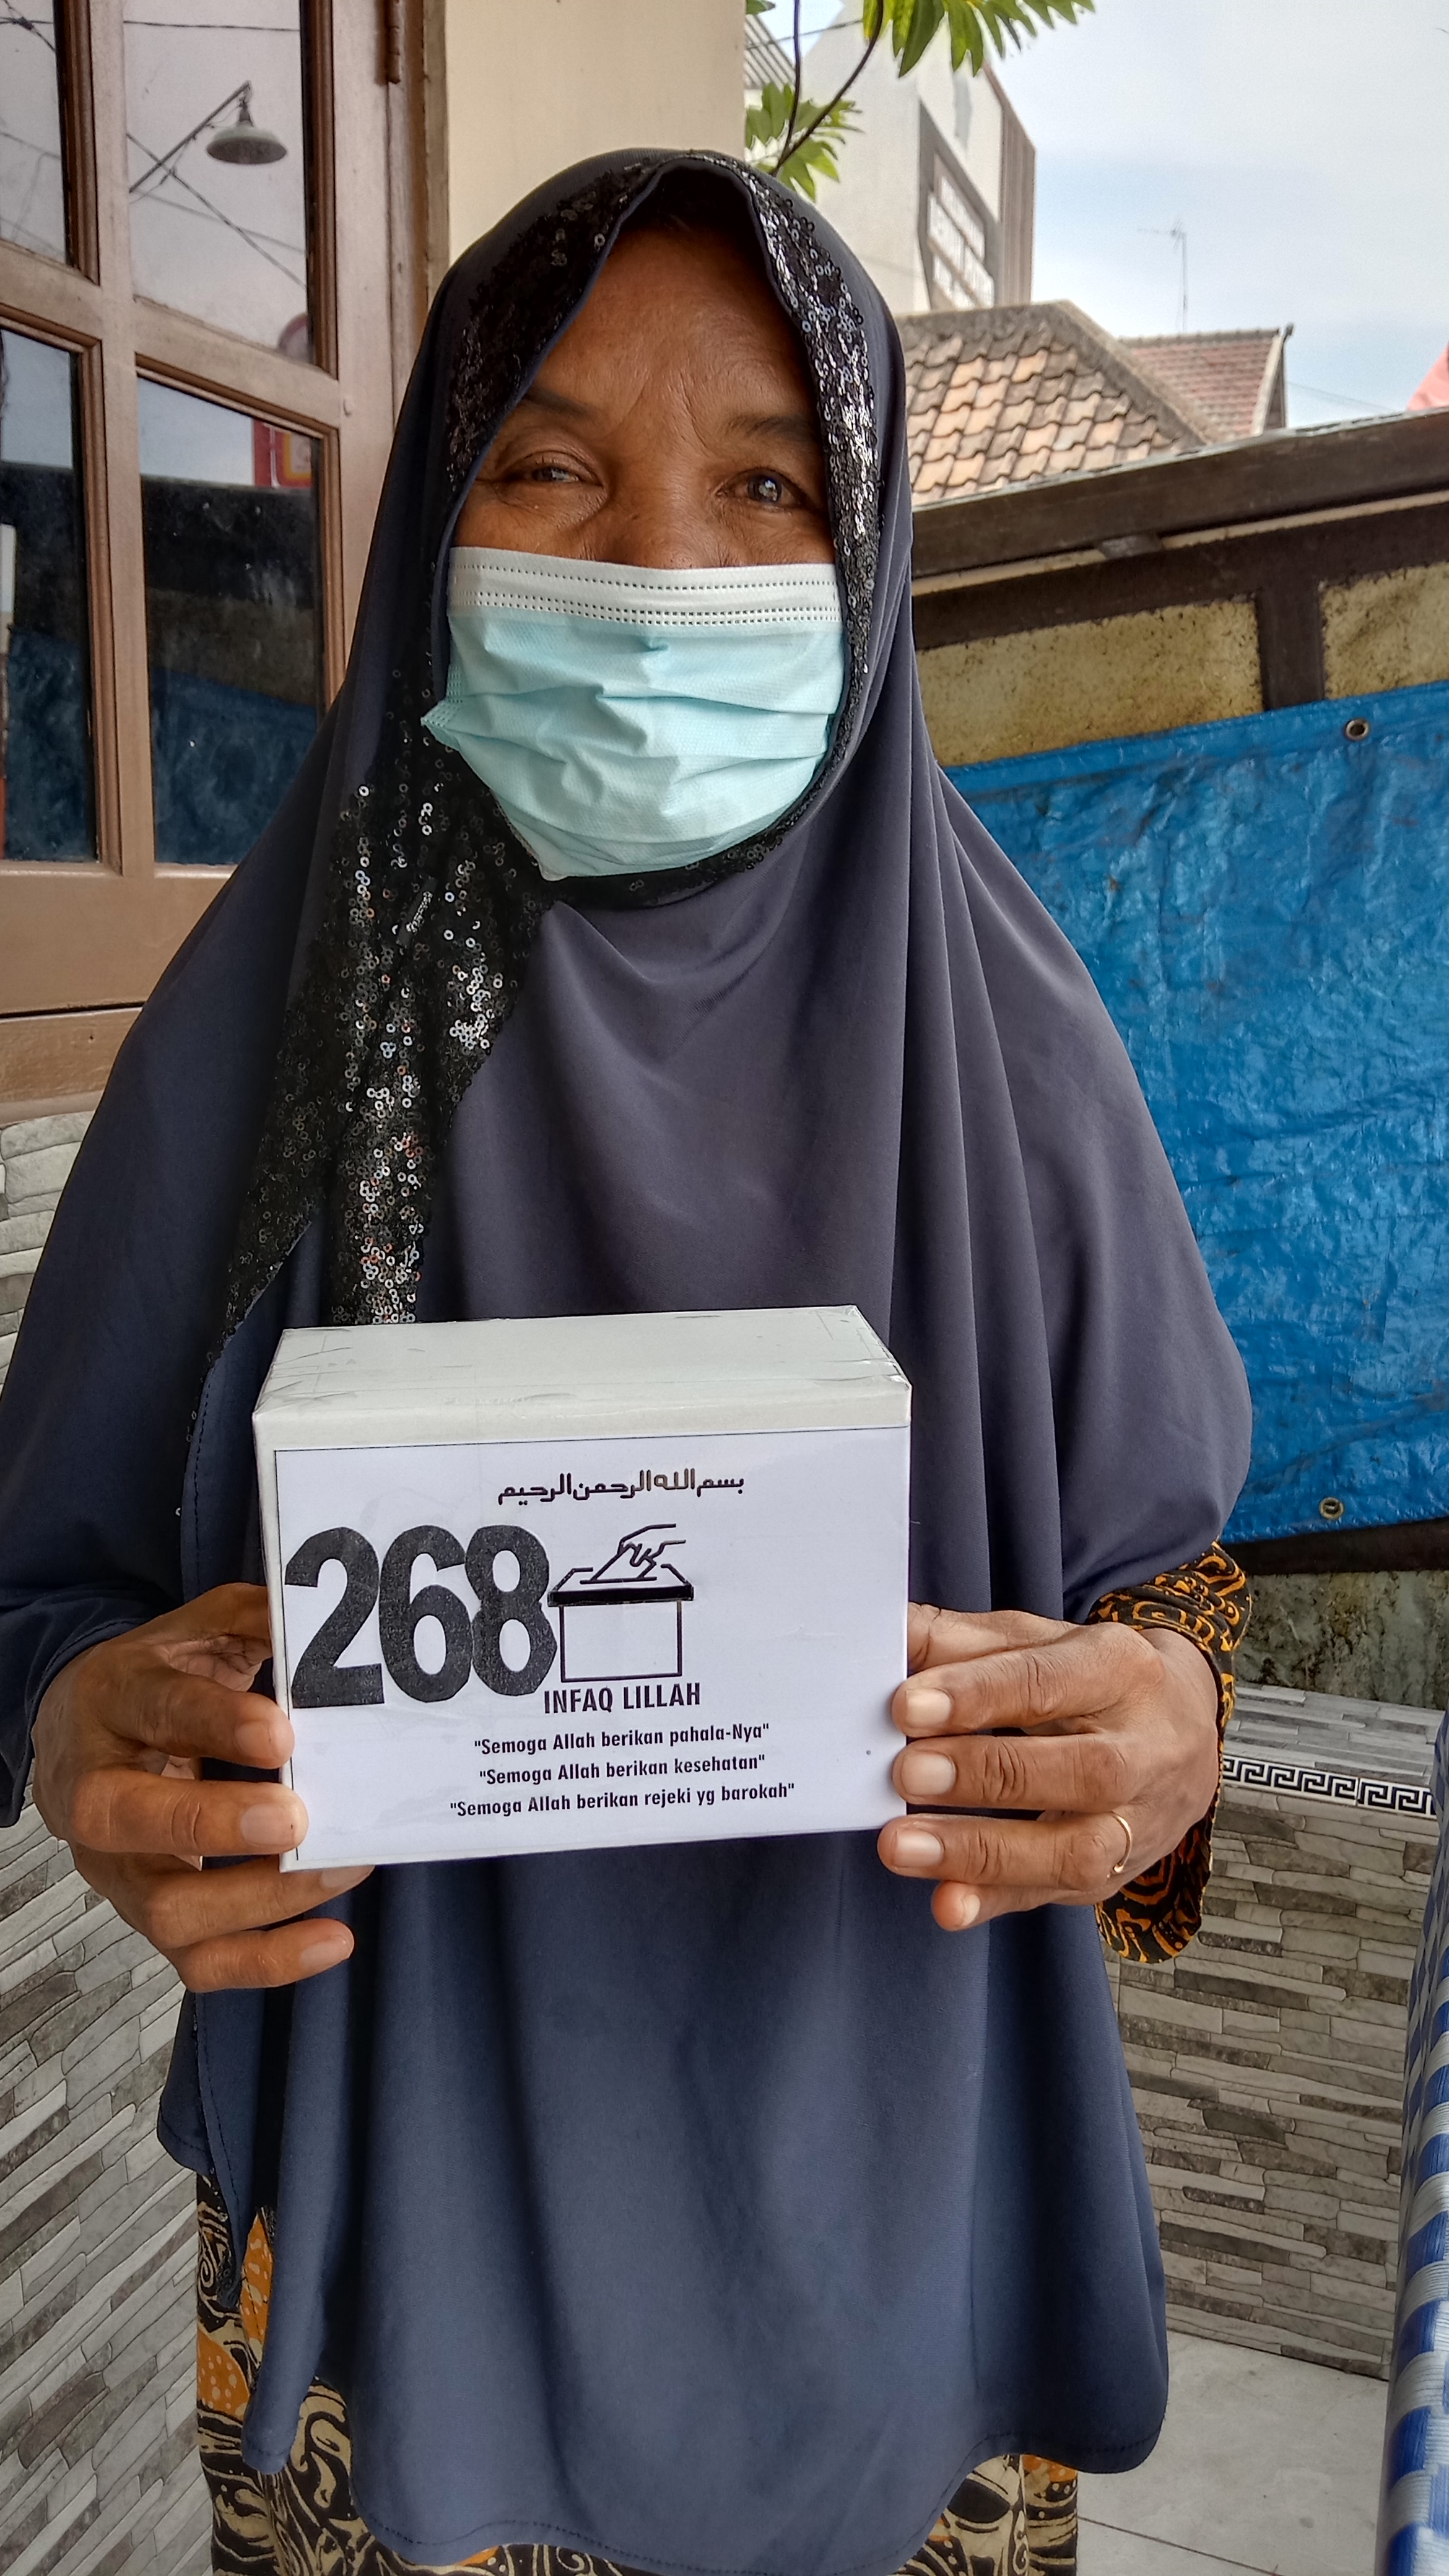 بسم الله الرحمن الرحيم
268
INFAQ LILLAH
"Semoga Allah berikan pahala-Nya"
"Semoga Allah berikan kesehatan"
"Semoga Allah berikan rejeki yg barokah"